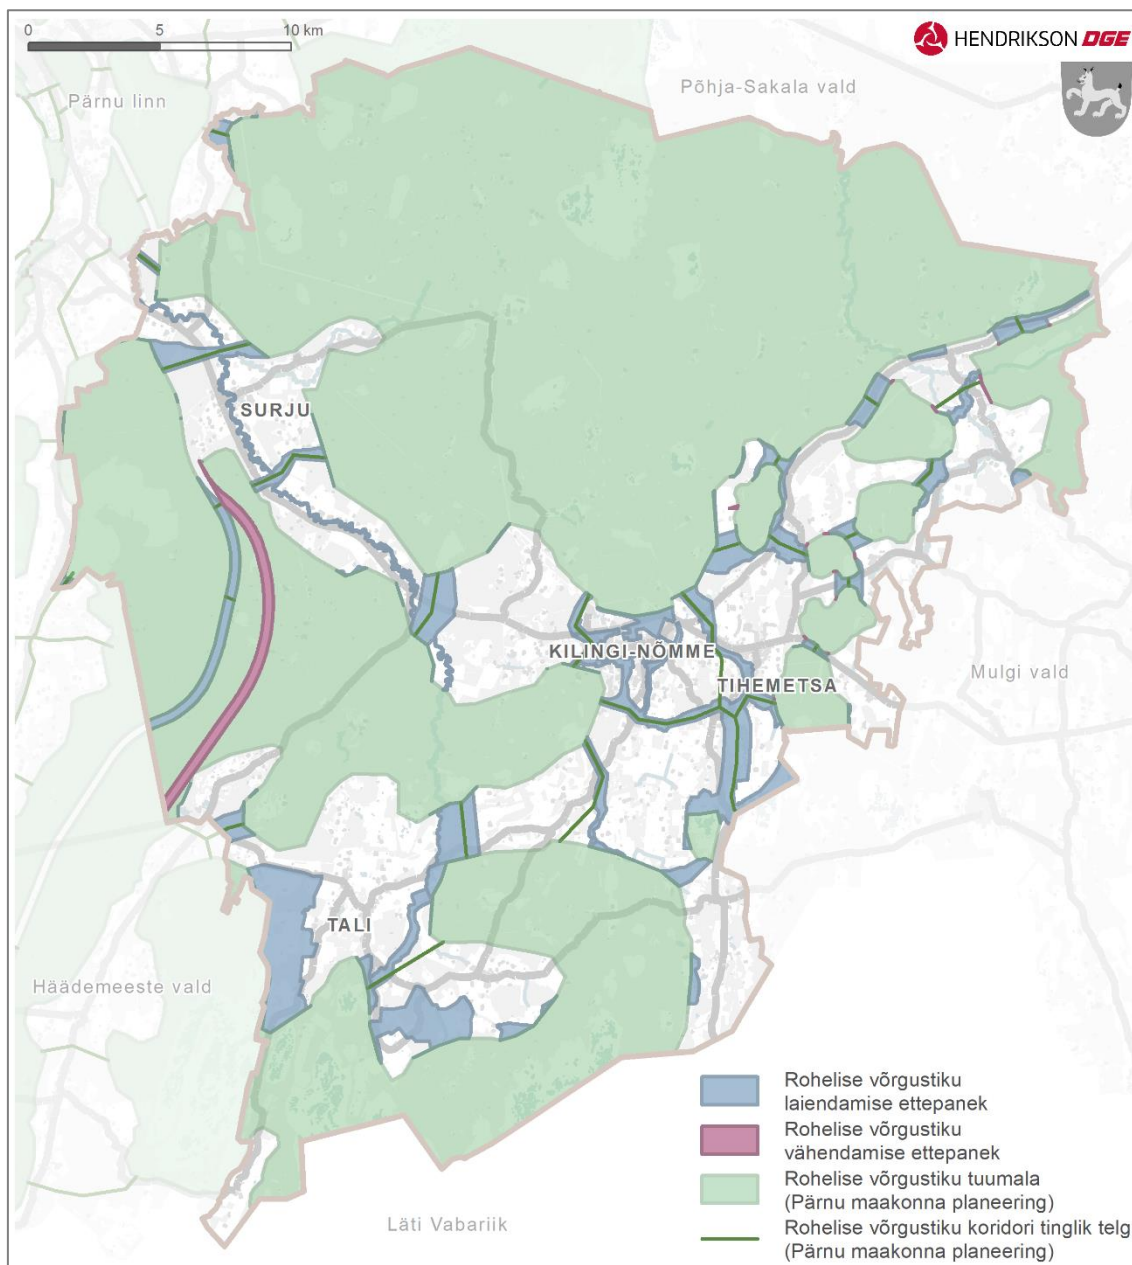 0 5 10 km
HENDRIKSON DGE
Pärnu linn
Põhja-Sakala vald
SURJU
KILINGI-NÕMME
TIHEMETSA
Mulgi vald
TALI
Häädemeeste vald
Läti Vabariik
Rohelise võrgustiku
laiendamise ettepanek
Rohelise võrgustiku
vähendamise ettepanek
Rohelise võrgustiku tuumala
(Pärnu maakonna planeering)
Rohelise võrgustiku koridori tinglik telg
(Pärnu maakonna planeering)